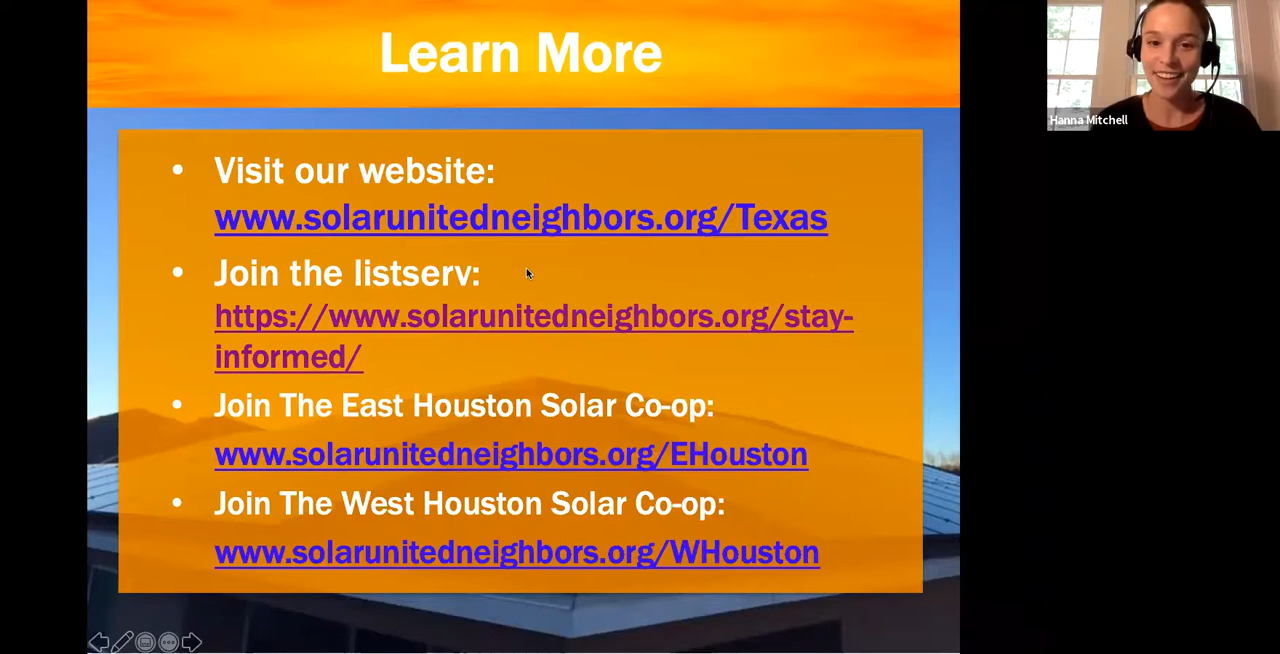 Learn More
Hanna Mitchell
• Visit our website:
www.solarunitedneighbors.org/Texas
• Join the listserv:
https://www.solarunitedneighbors.org/stay-
informed/
• Join The East Houston Solar Co-op:
www.solarunitedneighbors.org/EHouston
• Join The West Houston Solar Co-op:
www.solarunitedneighbors.org/WHouston